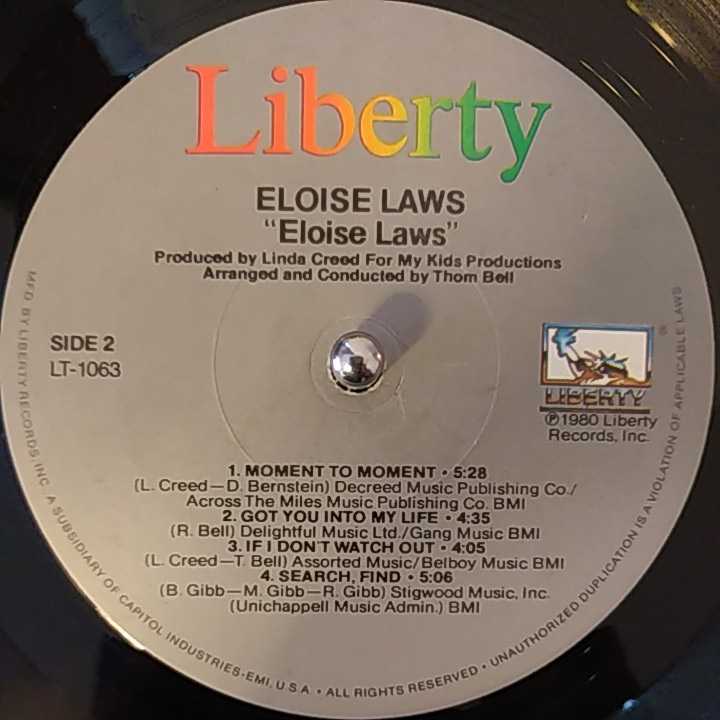 Liberty
ELOISE LAWS
"Eloise Laws"
Produced by Linda Creed For My Kids Productions
Arranged and Conducted by Thom Bell
SIDE 2
LT-1063
LIBERTY
®
℗1980 Liberty
Records, Inc.
1. MOMENT TO MOMENT • 5:28
(L. Creed—D. Bernstein) Decreed Music Publishing Co./
Across The Miles Music Publishing Co. BMI
2. GOT YOU INTO MY LIFE • 4:35
(R. Bell) Delightful Music Ltd./Gang Music BMI
3. IF I DON'T WATCH OUT • 4:05
(L. Creed—T. Bell) Assorted Music/Belboy Music BMI
4. SEARCH, FIND • 5:06
(B. Gibb—M. Gibb—R. Gibb) Stigwood Music, Inc.
(Unichappell Music Admin.) BMI
MFD BY LIBERTY RECORDS, INC. A SUBSIDIARY OF CAPITOL INDUSTRIES-EMI, U.S.A. • ALL RIGHTS RESERVED • UNAUTHORIZED DUPLICATION IS A VIOLATION OF APPLICABLE LAWS